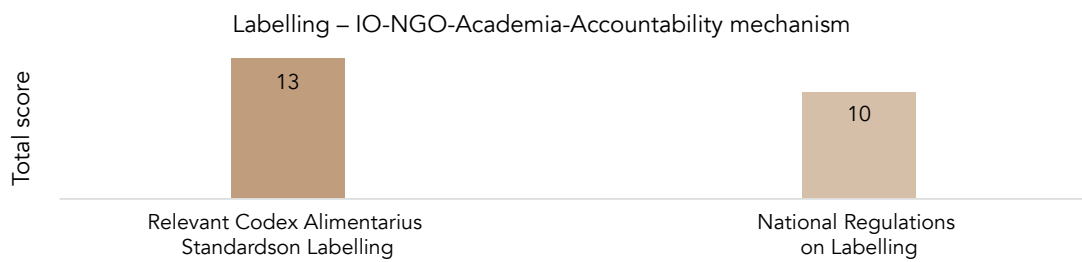 Labelling – IO-NGO-Academia-Accountability mechanism
Total score
13
10
Relevant Codex Alimentarius
Standardson Labelling
National Regulations
on Labelling